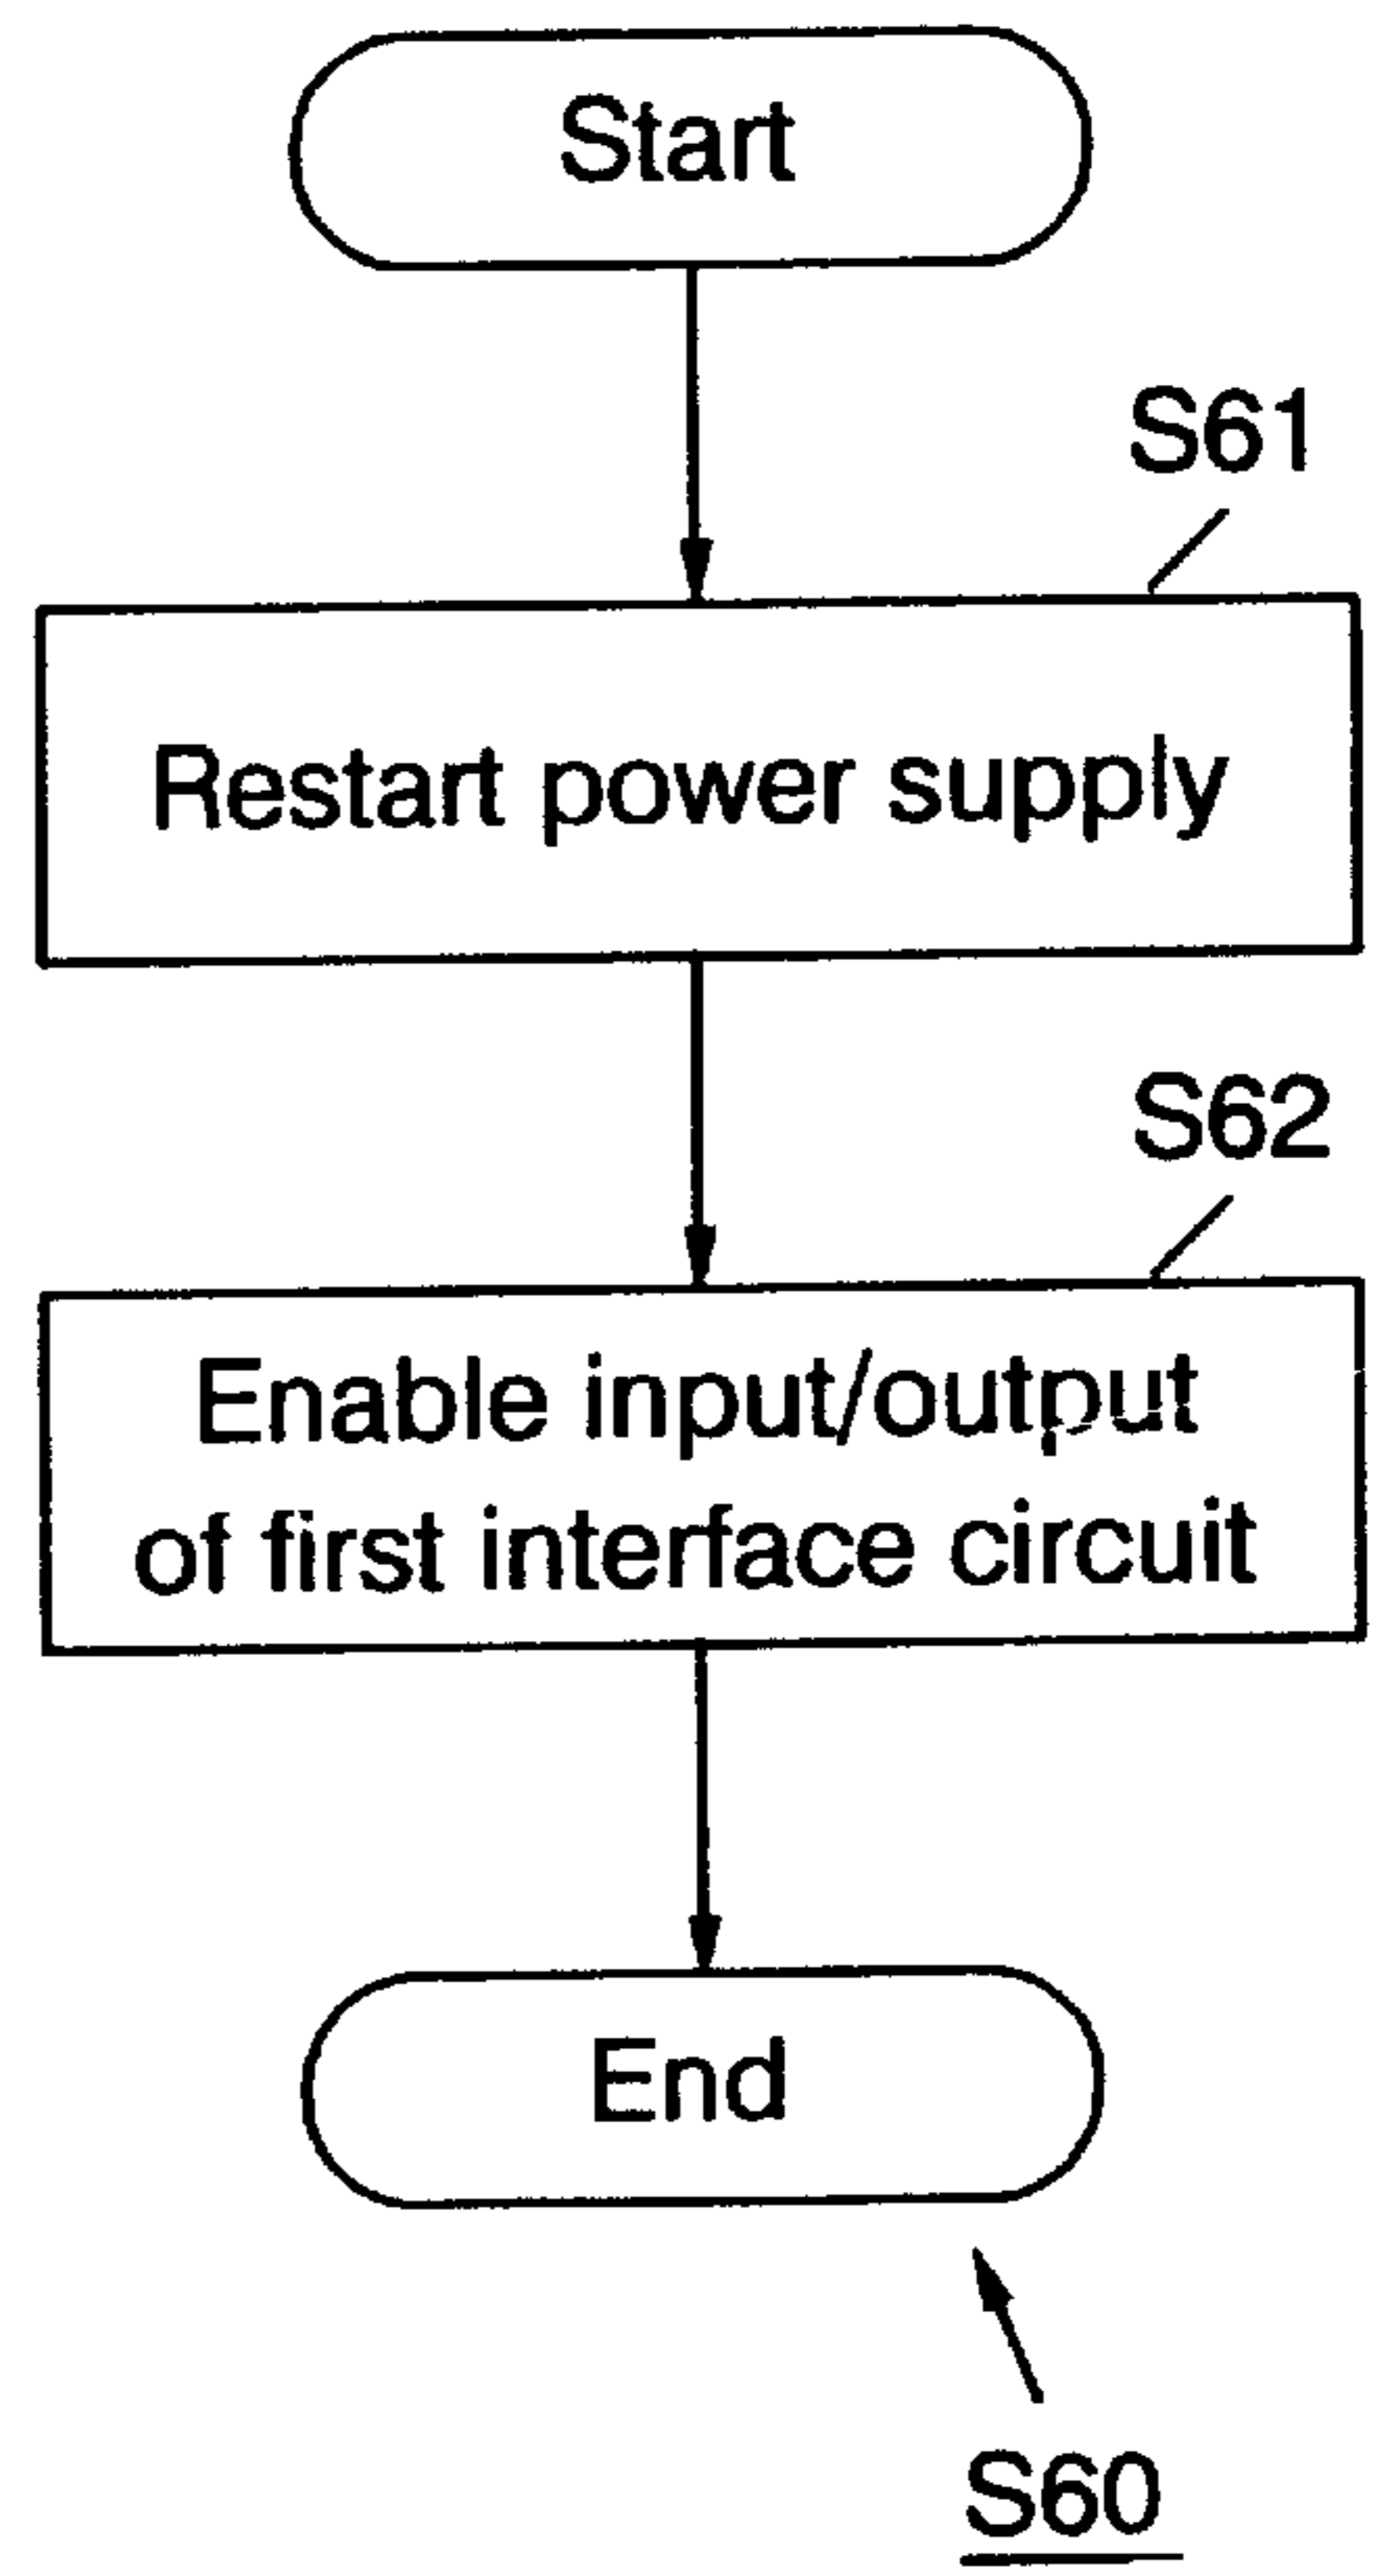 Start
S61
Restart power supply
S62
Enable input/output
of first interface circuit
End
S60